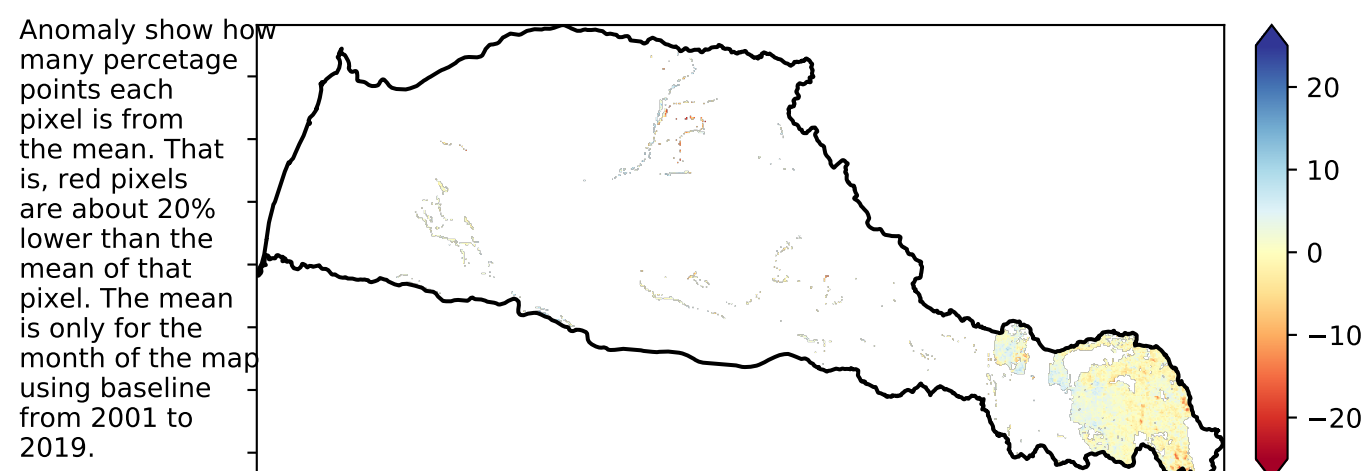 Anomaly show how
many percetage
points each
pixel is from
the mean. That
is, red pixels
are about 20%
lower than the
mean of that
pixel. The mean
is only for the
month of the map
using baseline
from 2001 to
2019.
20
10
0
−10
−20